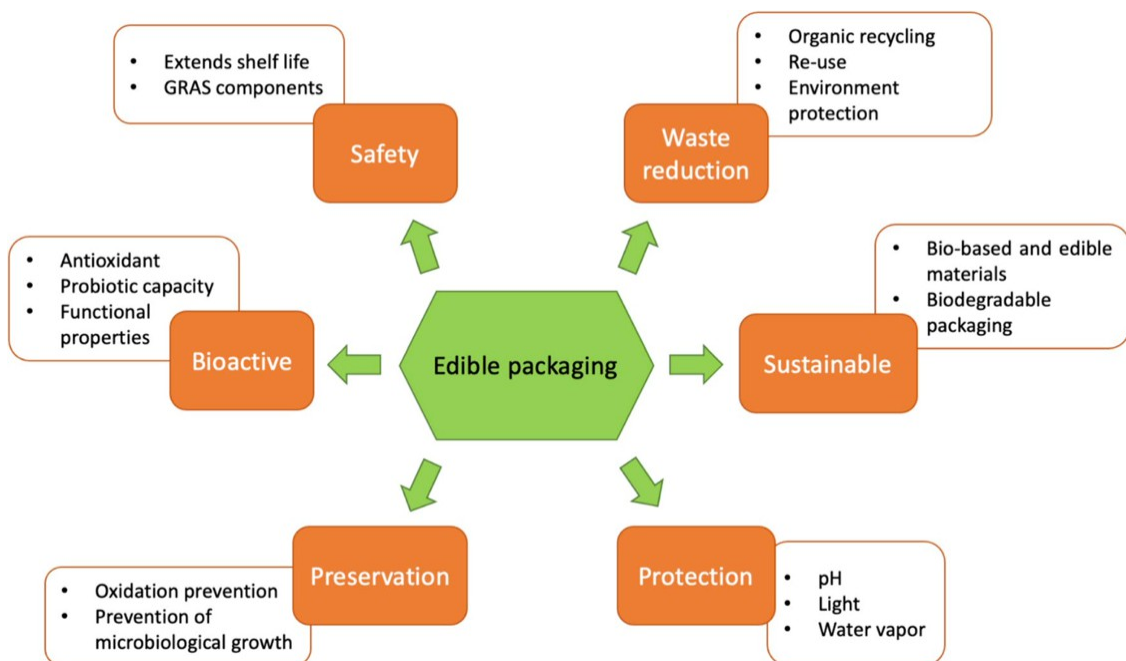 • Extends shelf life
• GRAS components
Safety
• Organic recycling
• Re-use
• Environment
protection
Waste
reduction
• Antioxidant
• Probiotic capacity
• Functional
properties
Bioactive
Edible packaging
• Bio-based and edible
materials
• Biodegradable
packaging
Sustainable
Preservation
• Oxidation prevention
• Prevention of
microbiological growth
Protection
• pH
• Light
• Water vapor